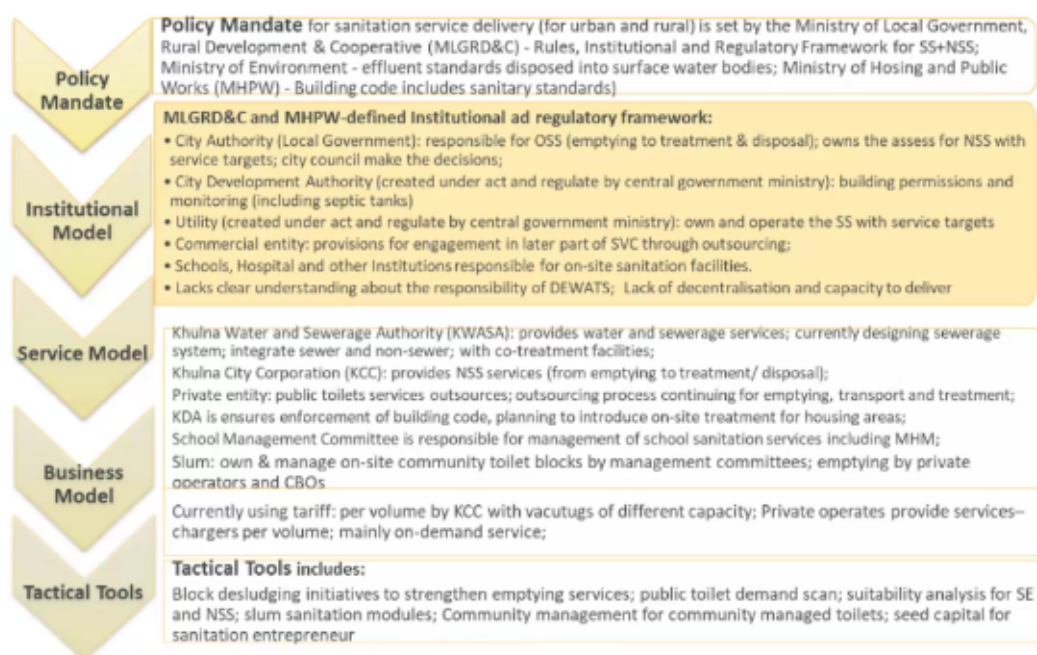 Policy Mandate
Policy Mandate for sanitation service delivery (for urban and rural) is set by the Ministry of Local Government,
Rural Development & Cooperative (MLGRD&C) - Rules, Institutional and Regulatory Framework for SS+NSS;
Ministry of Environment - effluent standards disposed into surface water bodies; Ministry of Hosing and Public
Works (MHPW) - Building code includes sanitary standards)
Institutional Model
MLGRD&C and MHPW-defined Institutional ad regulatory framework:
• City Authority (Local Government): responsible for OSS (emptying to treatment & disposal); owns the assess for NSS with
service targets; city council make the decisions;
• City Development Authority (created under act and regulate by central government ministry): building permissions and
monitoring (including septic tanks)
• Utility (created under act and regulate by central government ministry): own and operate the SS with service targets
• Commercial entity: provisions for engagement in later part of SVC through outsourcing;
• Schools, Hospital and other Institutions responsible for on-site sanitation facilities.
• Lacks clear understanding about the responsibility of DEWATS; Lack of decentralisation and capacity to deliver
Service Model
Khulna Water and Sewerage Authority (KWASA): provides water and sewerage services; currently designing sewerage
system; integrate sewer and non-sewer; with co-treatment facilities;
Khulna City Corporation (KCC): provides NSS services (from emptying to treatment/ disposal);
Private entity: public toilets services outsources; outsourcing process continuing for emptying, transport and treatment;
KDA is ensures enforcement of building code, planning to introduce on-site treatment for housing areas;
School Management Committee is responsible for management of school sanitation services including MHM;
Slum: own & manage on-site community toilet blocks by management committees; emptying by private
operators and CBOs
Business Model
Currently using tariff: per volume by KCC with vacutugs of different capacity; Private operates provide services–
chargers per volume; mainly on-demand service;
Tactical Tools
Tactical Tools includes:
Block desludging initiatives to strengthen emptying services; public toilet demand scan; suitability analysis for SE
and NSS; slum sanitation modules; Community management for community managed toilets; seed capital for
sanitation entrepreneur